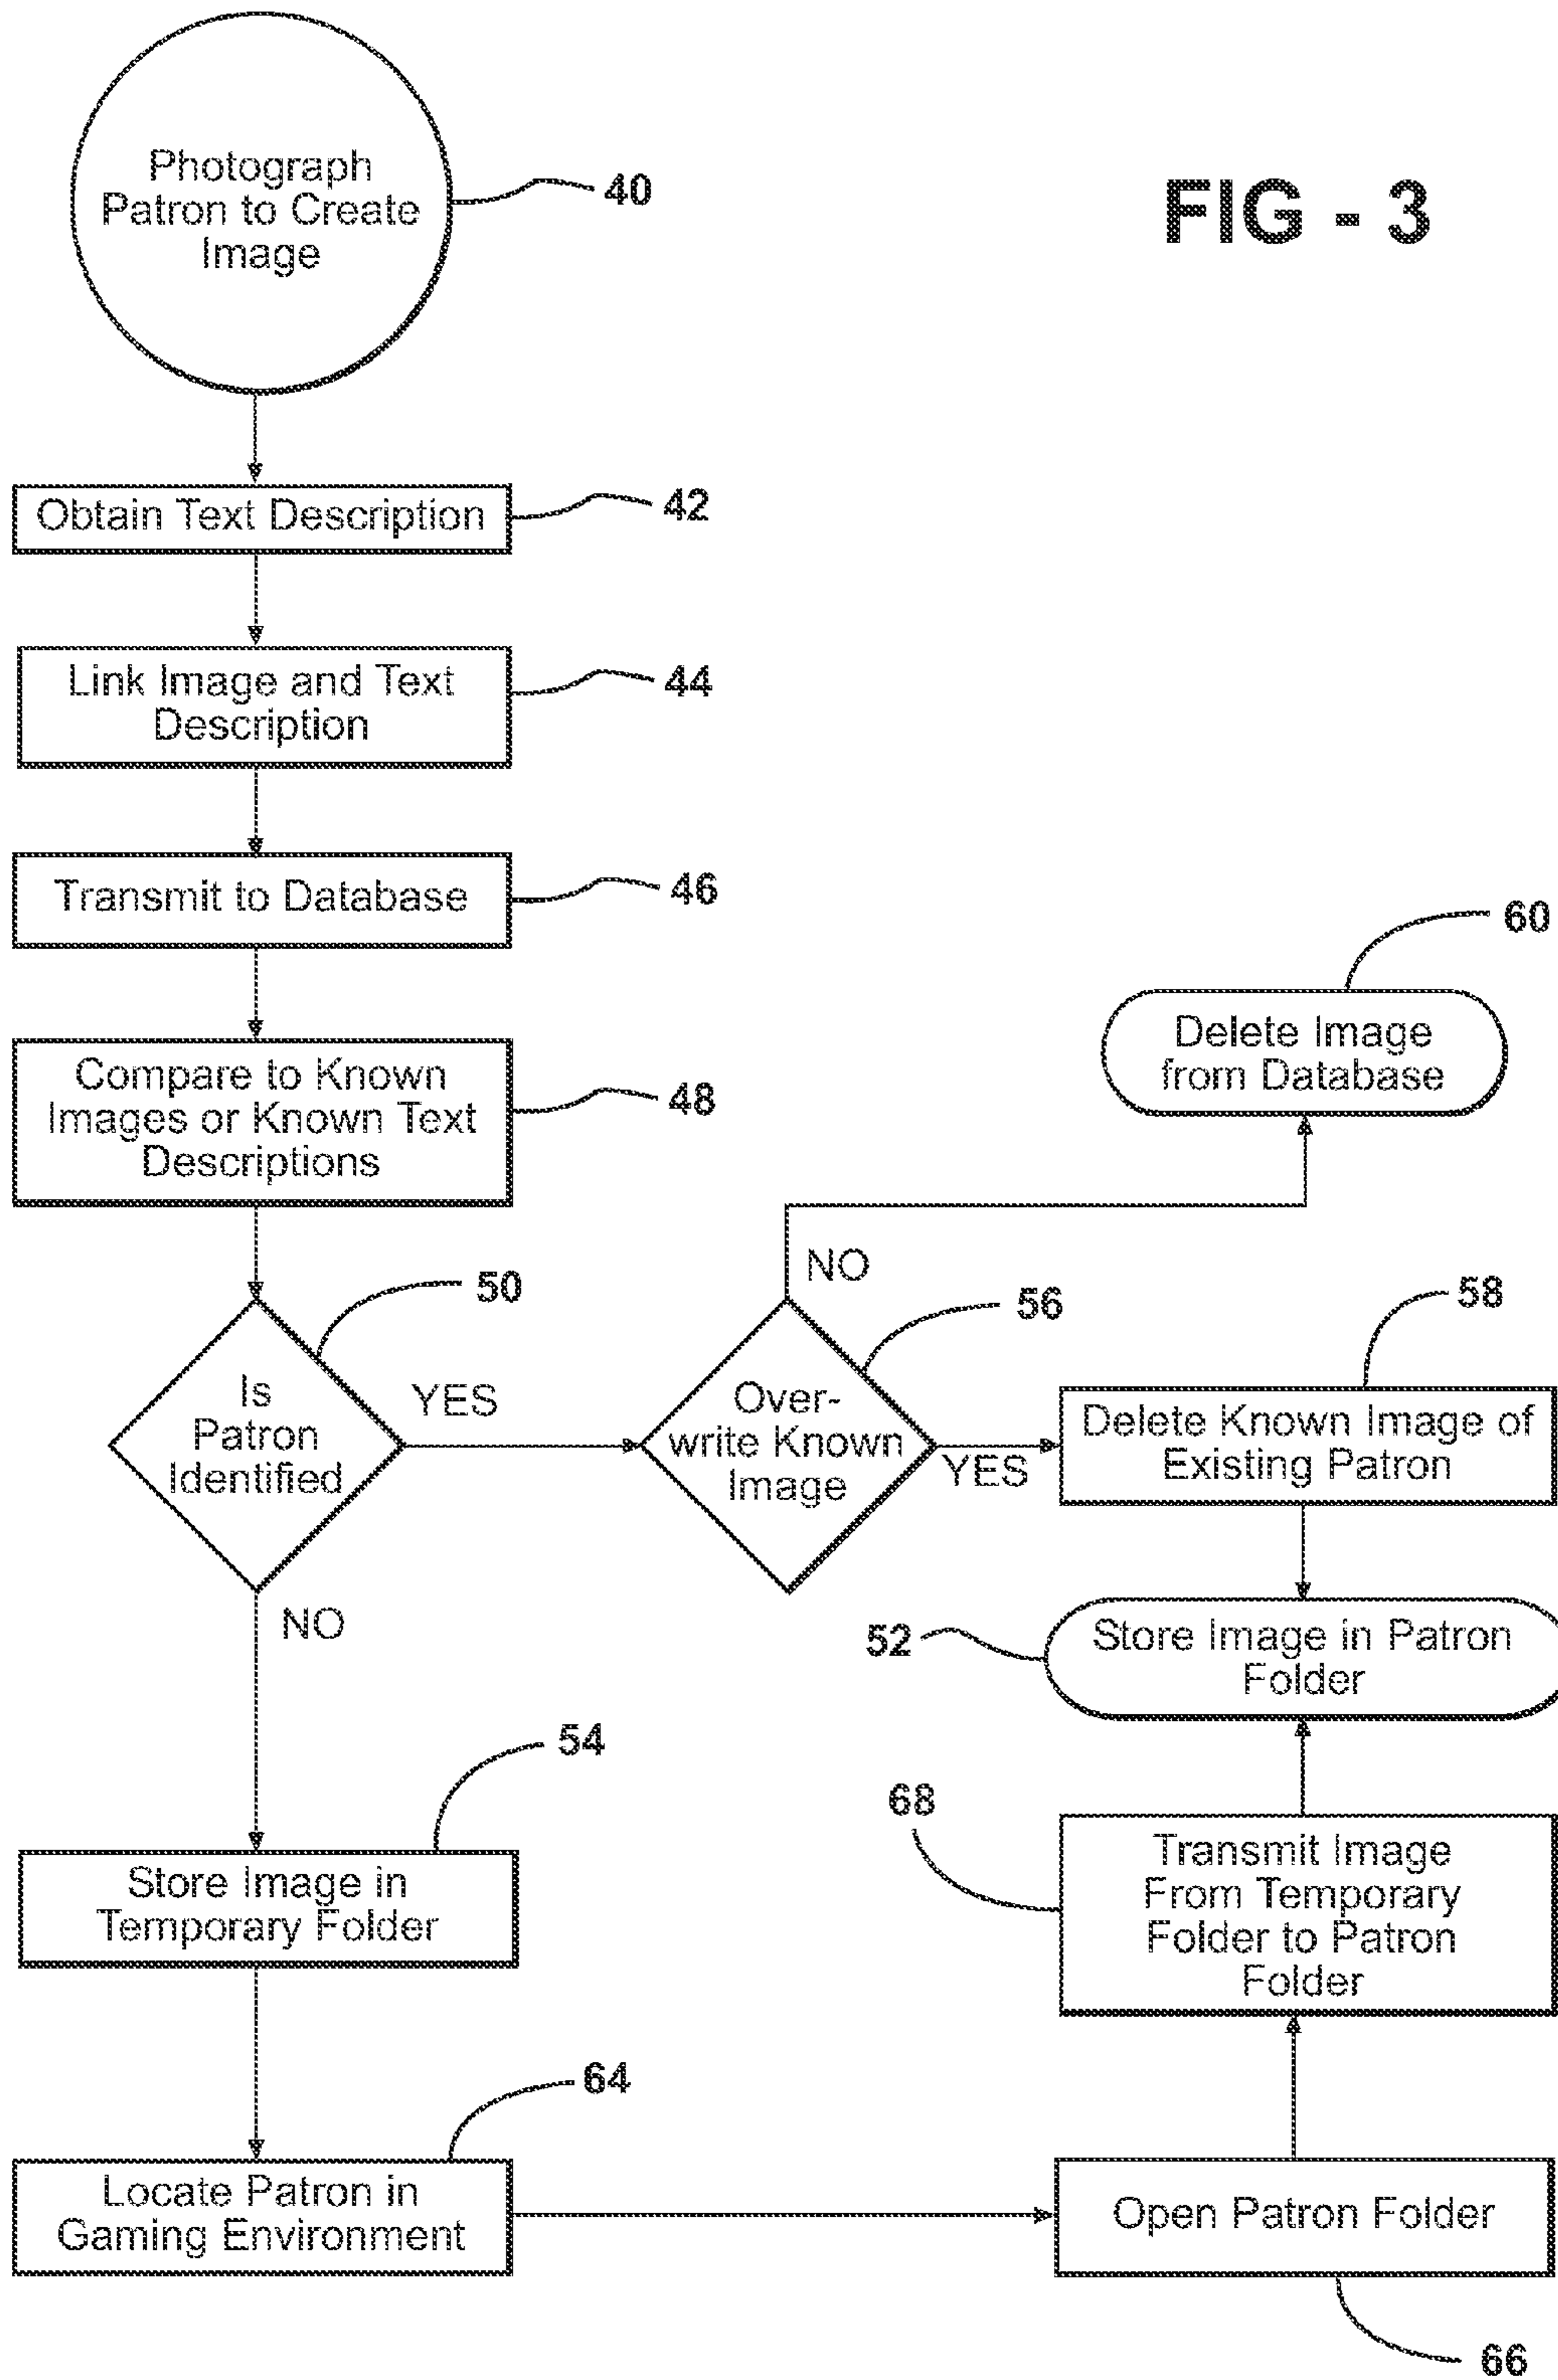 Photograph
Patron to Create
Image
40
FIG - 3
Obtain Text Description
42
Link Image and Text
Description
44
Transmit to Database
46
60
Delete Image
from Database
Compare to Known
Images or Known Text
Descriptions
48
NO
50
56
58
Is
Patron
Identified
YES
Over-
write Known
Image
YES
Delete Known Image of
Existing Patron
NO
52
Store Image in Patron
Folder
54
68
Store Image in
Temporary Folder
Transmit Image
From Temporary
Folder to Patron
Folder
64
Locate Patron in
Gaming Environment
Open Patron Folder
66